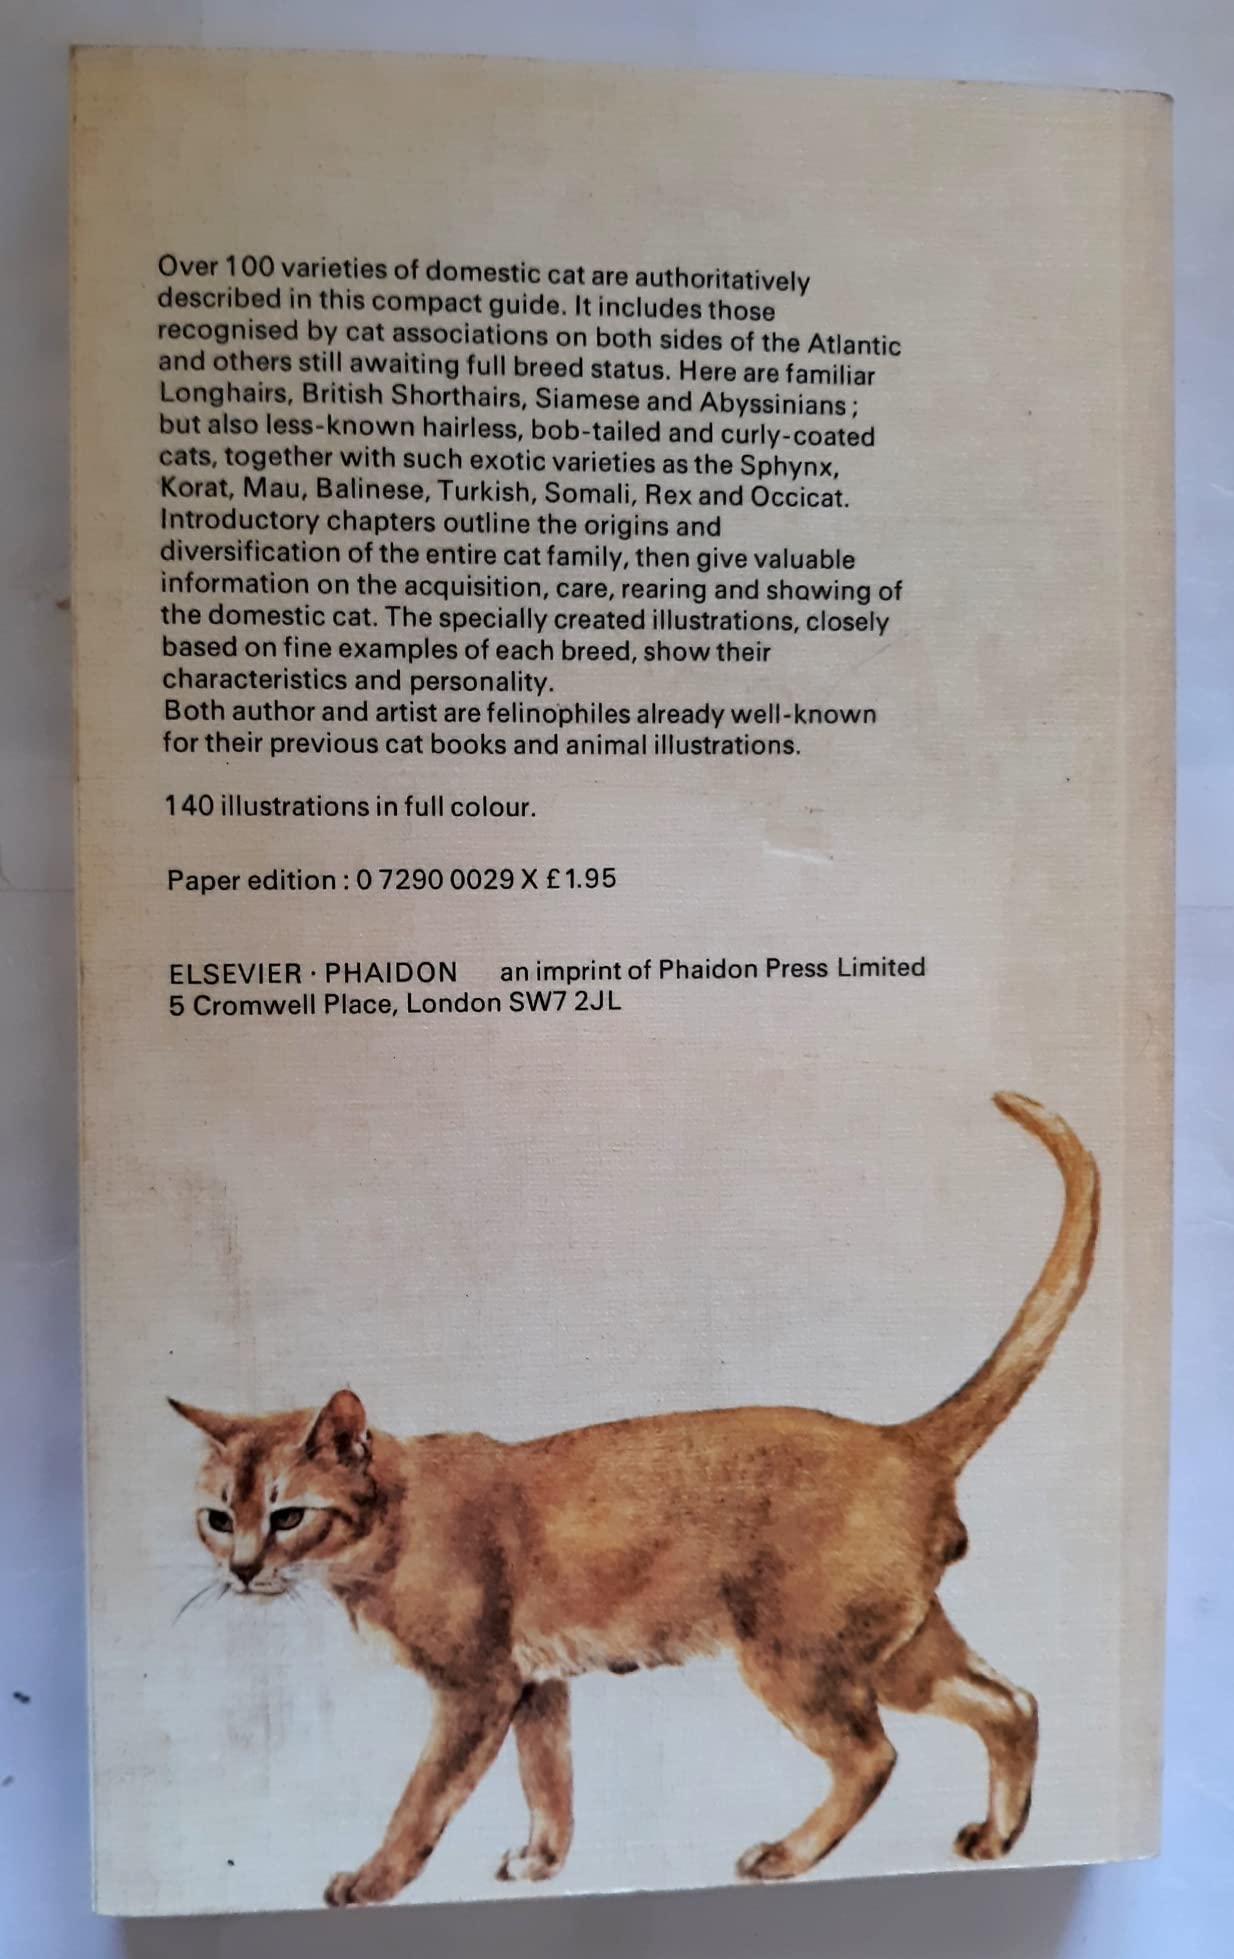 Over 100 varieties of domestic cat are authoritatively
described in this compact guide. It includes those
recognised by cat associations on both sides of the Atlantic
and others still awaiting full breed status. Here are familiar
Longhairs, British Shorthairs, Siamese and Abyssinians;
but also less-known hairless, bob-tailed and curly-coated
cats, together with such exotic varieties as the Sphynx,
Korat, Mau, Balinese, Turkish, Somali, Rex and Occicat.
Introductory chapters outline the origins and
diversification of the entire cat family, then give valuable
information on the acquisition, care, rearing and showing of
the domestic cat. The specially created illustrations, closely
based on fine examples of each breed, show their
characteristics and personality.
Both author and artist are felinophiles already well-known
for their previous cat books and animal illustrations.
140 illustrations in full colour.
Paper edition: 0 7290 0029 X £1.95
ELSEVIER · PHAIDON an imprint of Phaidon Press Limited
5 Cromwell Place, London SW7 2JL